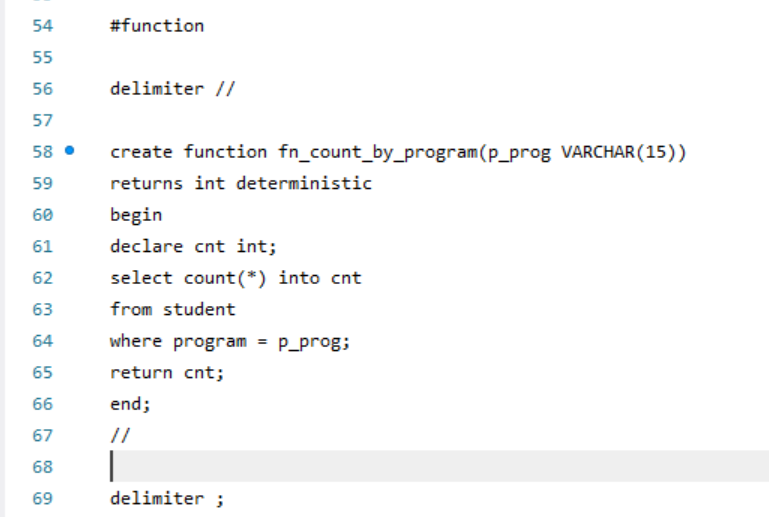 54 #function
55
56 delimiter //
57
58 create function fn_count_by_program(p_prog VARCHAR(15))
59 returns int deterministic
60 begin
61 declare cnt int;
62 select count(*) into cnt
63 from student
64 where program = p_prog;
65 return cnt;
66 end;
67 //
68
69 delimiter ;